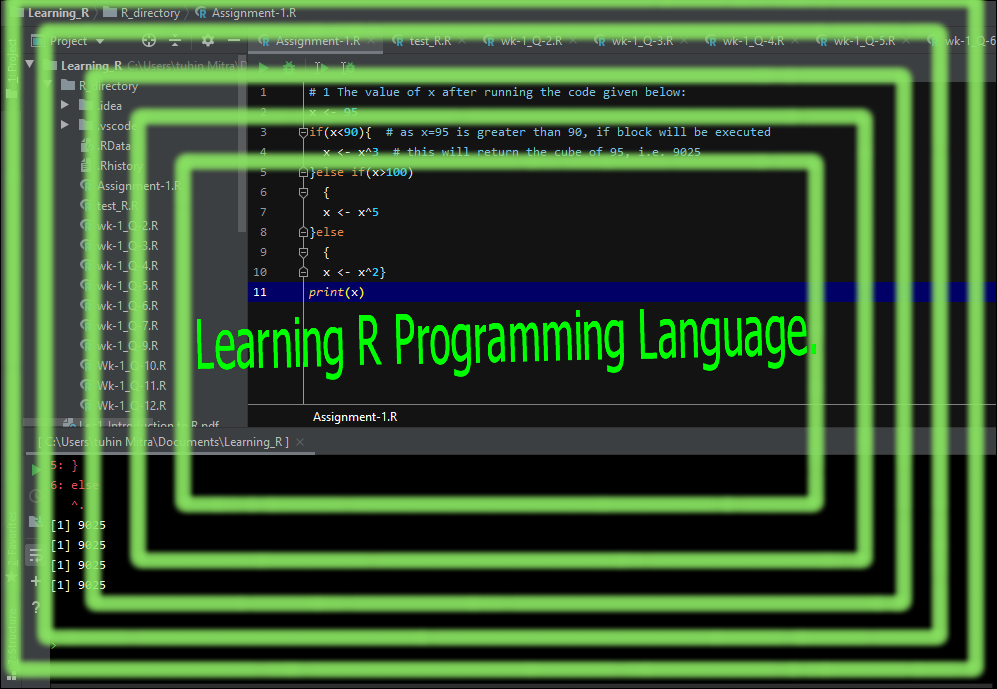 Learning_R R_directory Assignment-1.R
Project
Assignment-1.R test_R.R wk-1_Q-2.R wk-1_Q-3.R wk-1_Q-4.R wk-1_Q-5.R wk-1_Q-6
1: Project
Learning_R C:\Users\tuhin Mitra\D
R_directory
.idea
.vscode
.RData
.Rhistory
Assignment-1.R
test_R.R
wk-1_Q-2.R
wk-1_Q-3.R
wk-1_Q-4.R
wk-1_Q-5.R
wk-1_Q-6.R
wk-1_Q-7.R
wk-1_Q-9.R
Wk-1_Q-10.R
Wk-1_Q-11.R
Wk-1_Q-12.R
Lec1_Introduction to R.pdf
1 # 1 The value of x after running the code given below:
2 x <- 95
3 if(x<90){ # as x=95 is greater than 90, if block will be executed
4 x <- x^3 # this will return the cube of 95, i.e. 9025
5 }else if(x>100)
6 {
7 x <- x^5
8 }else
9 {
10 x <- x^2}
11 print(x)
Learning R Programming Language.
Assignment-1.R
[ C:\Users\tuhin Mitra\Documents\Learning_R ]
5: }
6: else
^.
[1] 9025
[1] 9025
[1] 9025
[1] 9025
>
2: Favorites